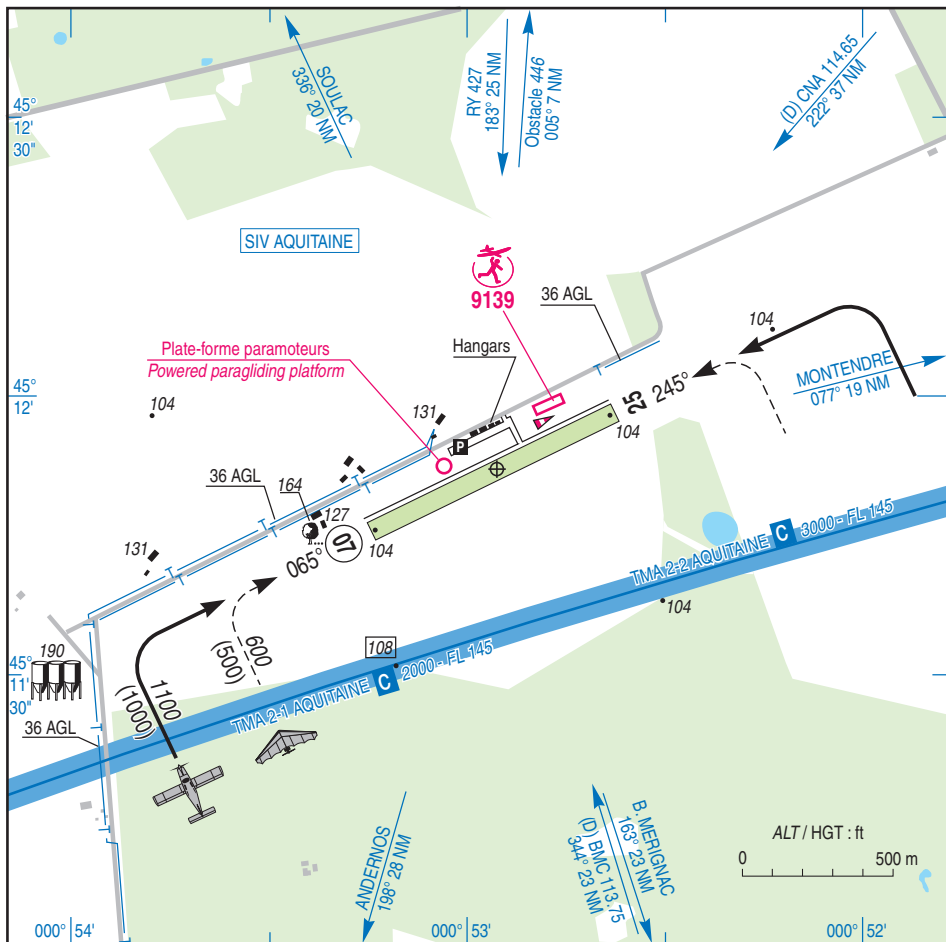 SOULAC
336° 20 NM
RY 427
183° 25 NM
Obstacle 446
005° 7 NM
(D) CNA 114.65
222° 37 NM
45°
12'
30"
SIV AQUITAINE
9139
36 AGL
104
Plate-forme paramoteurs
Powered paragliding platform
Hangars
MONTENDRE
077° 19 NM
45°
12'
104
131
25
245°
104
P
36 AGL
164
127
07
104
065°
131
TMA 2-2 AQUITAINE C 3000 - FL 145
104
190
45°
11'
30"
600
(500)
108
1100
(1000)
TMA 2-1 AQUITAINE C 2000 - FL 145
36 AGL
ANDERNOS
198° 28 NM
B. MERIGNAC
163° 23 NM
(D) BMC 113.75
344° 23 NM
ALT / HGT : ft
0
500 m
000° 54'
000° 53'
000° 52'